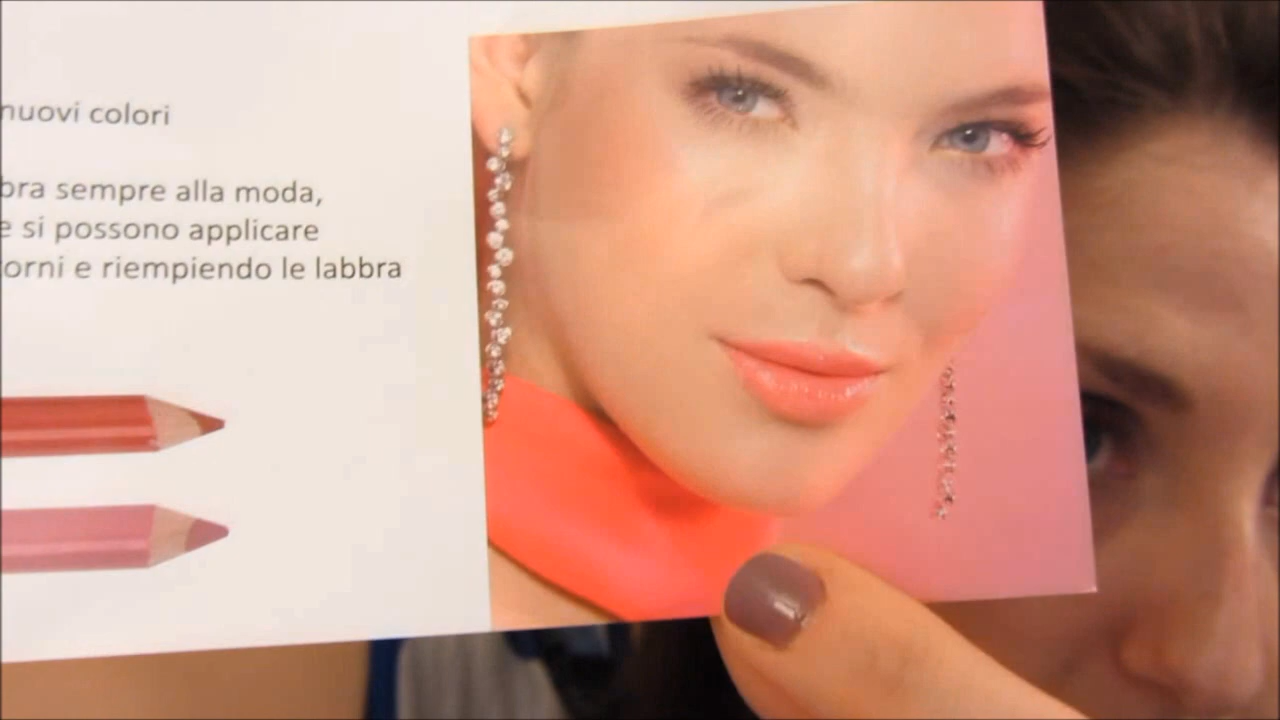 nuovi colori
bra sempre alla moda,
e si possono applicare
orni e riempiendo le labbra